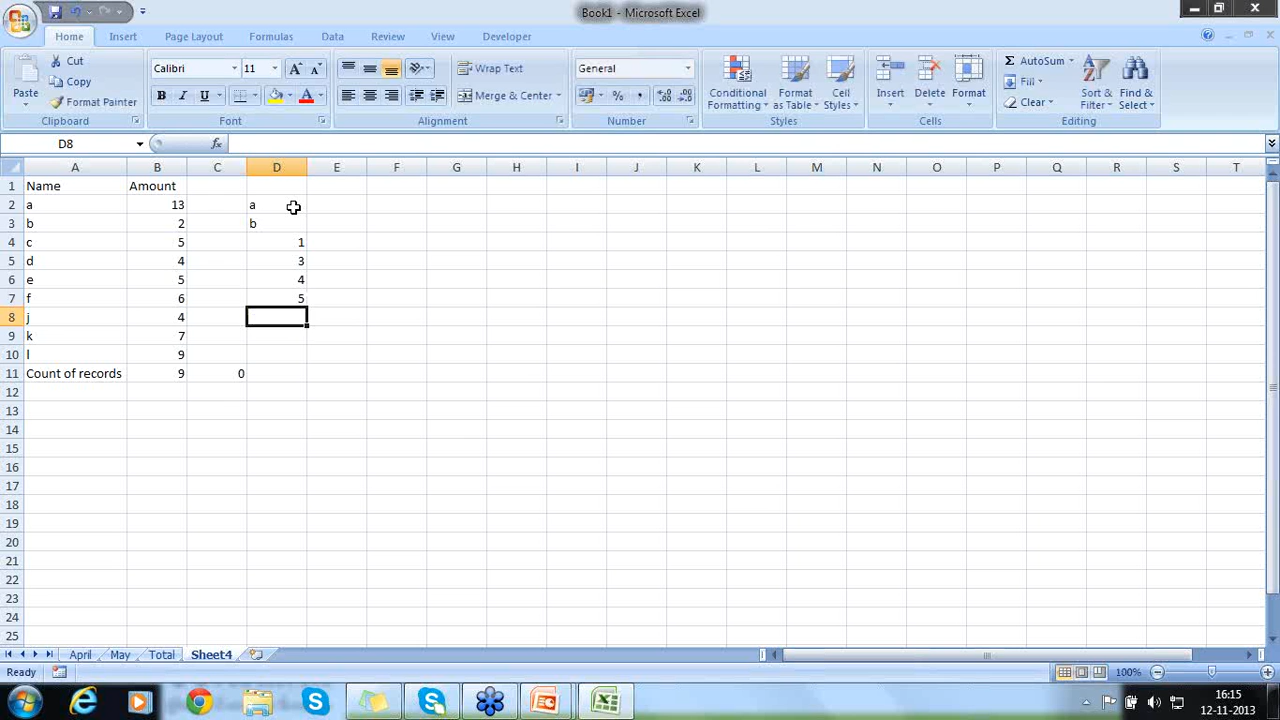 Book1 - Microsoft Excel
Home Insert Page Layout Formulas Data Review View Developer
Paste
Cut
Copy
Format Painter
Clipboard
Calibri 11
A A
B I U A
Font
Wrap Text
Merge & Center
Alignment
General
% , .0 .00 .00 .0
Number
Conditional Formatting
Format as Table
Cell Styles
Styles
Insert Delete Format
Cells
Σ AutoSum
Fill
Clear
Sort & Filter
Find & Select
Editing
D8 fx
A B C D E F G H I J K L M N O P Q R S T
1 Name Amount
2 a 13 a
3 b 2 b
4 c 5 1
5 d 4 3
6 e 5 4
7 f 6 5
8 j 4
9 k 7
10 l 9
11 Count of records 9 0
12
13
14
15
16
17
18
19
20
21
22
23
24
25
April May Total Sheet4
Ready 100%
16:15
12-11-2013